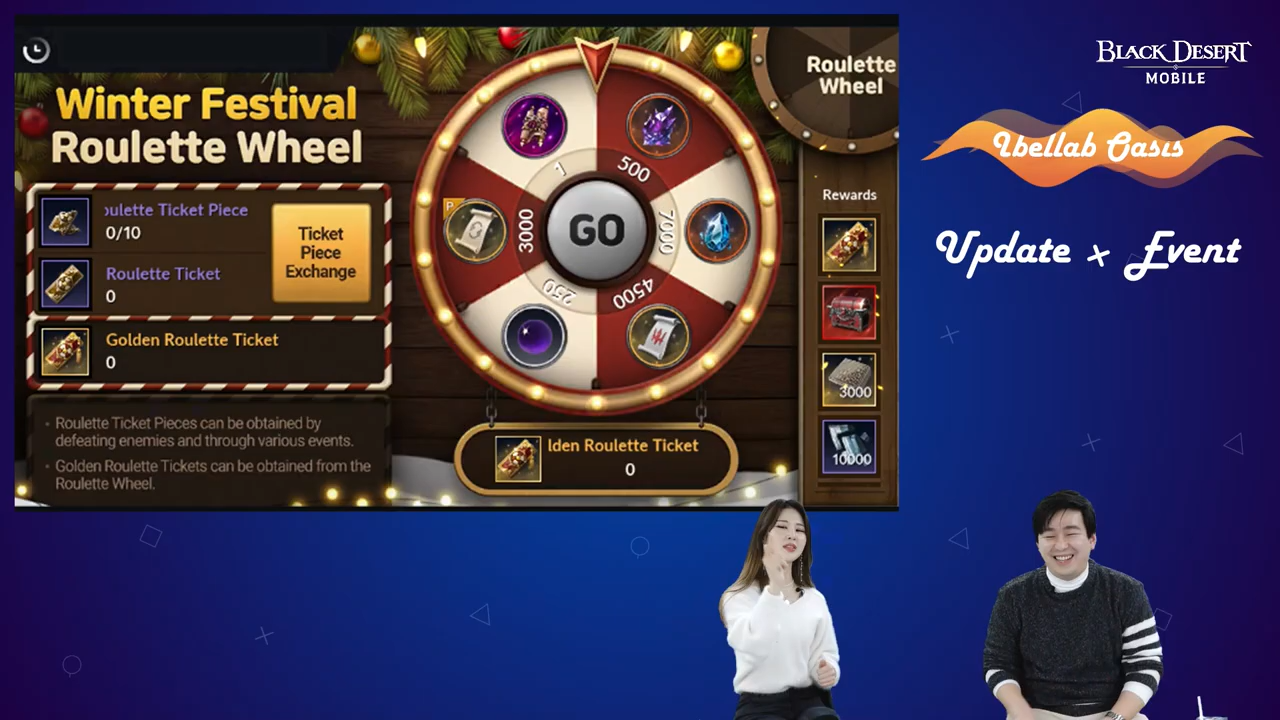 Winter Festival
Roulette Wheel
oulette Ticket Piece
0/10
Roulette Ticket
0
Ticket
Piece
Exchange
Golden Roulette Ticket
0
• Roulette Ticket Pieces can be obtained by
defeating enemies and through various events.
• Golden Roulette Tickets can be obtained from the
Roulette Wheel.
1
500
3000
GO
7000
250
4500
lden Roulette Ticket
0
Roulette
Wheel
Rewards
3000
10000
BLACK DESERT
MOBILE
Ibellab Oasis
Update x Event